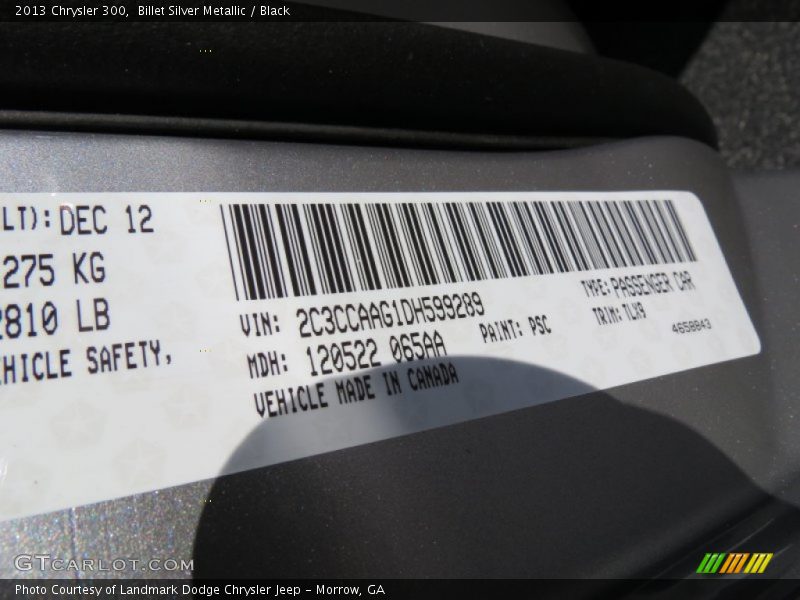 2013 Chrysler 300, Billet Silver Metallic / Black
LT): DEC 12
275 KG
2810 LB
HICLE SAFETY,
VIN: 2C3CCAAG1DH599289
TYPE: PASSENGER CAR
MDH: 120522 065AA
PAINT: PSC
TRIM: TLX9
4658843
VEHICLE MADE IN CANADA
GTCARLOT.COM
Photo Courtesy of Landmark Dodge Chrysler Jeep – Morrow, GA